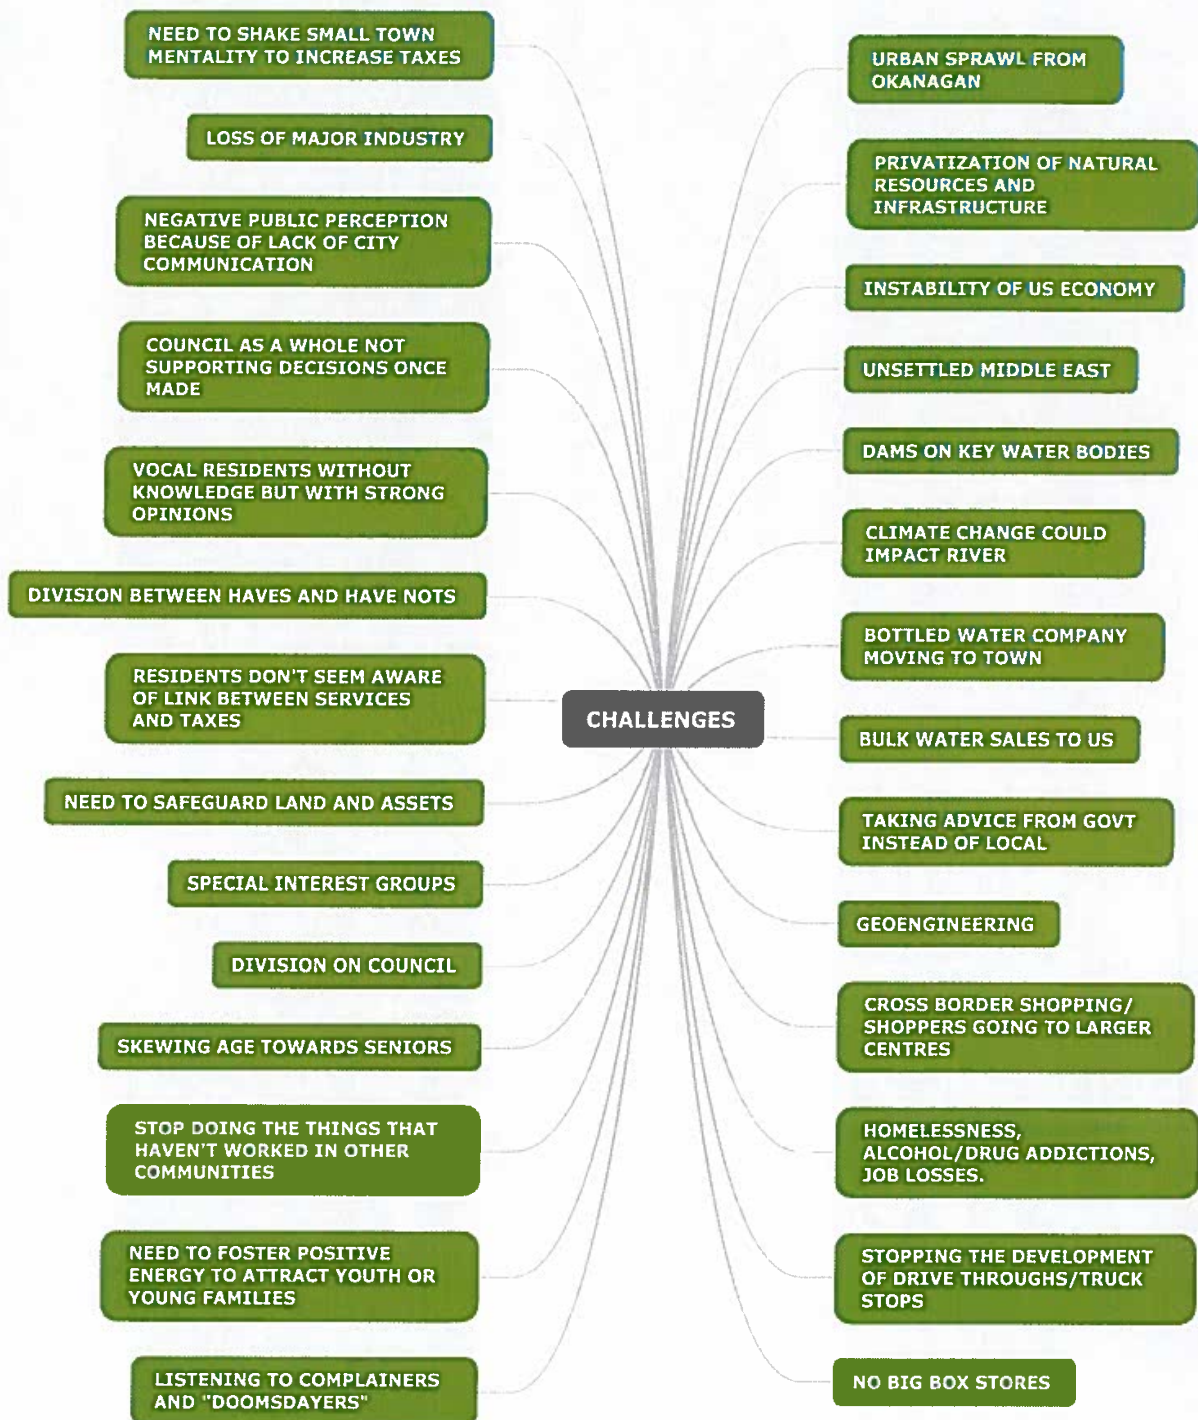 NEED TO SHAKE SMALL TOWN
MENTALITY TO INCREASE TAXES
LOSS OF MAJOR INDUSTRY
NEGATIVE PUBLIC PERCEPTION
BECAUSE OF LACK OF CITY
COMMUNICATION
COUNCIL AS A WHOLE NOT
SUPPORTING DECISIONS ONCE
MADE
VOCAL RESIDENTS WITHOUT
KNOWLEDGE BUT WITH STRONG
OPINIONS
DIVISION BETWEEN HAVES AND HAVE NOTS
RESIDENTS DON'T SEEM AWARE
OF LINK BETWEEN SERVICES
AND TAXES
NEED TO SAFEGUARD LAND AND ASSETS
SPECIAL INTEREST GROUPS
DIVISION ON COUNCIL
SKEWING AGE TOWARDS SENIORS
STOP DOING THE THINGS THAT
HAVEN'T WORKED IN OTHER
COMMUNITIES
NEED TO FOSTER POSITIVE
ENERGY TO ATTRACT YOUTH OR
YOUNG FAMILIES
LISTENING TO COMPLAINERS
AND "DOOMSDAYERS"
CHALLENGES
URBAN SPRAWL FROM
OKANAGAN
PRIVATIZATION OF NATURAL
RESOURCES AND
INFRASTRUCTURE
INSTABILITY OF US ECONOMY
UNSETTLED MIDDLE EAST
DAMS ON KEY WATER BODIES
CLIMATE CHANGE COULD
IMPACT RIVER
BOTTLED WATER COMPANY
MOVING TO TOWN
BULK WATER SALES TO US
TAKING ADVICE FROM GOVT
INSTEAD OF LOCAL
GEOENGINEERING
CROSS BORDER SHOPPING/
SHOPPERS GOING TO LARGER
CENTRES
HOMELESSNESS,
ALCOHOL/DRUG ADDICTIONS,
JOB LOSSES.
STOPPING THE DEVELOPMENT
OF DRIVE THROUGHS/TRUCK
STOPS
NO BIG BOX STORES